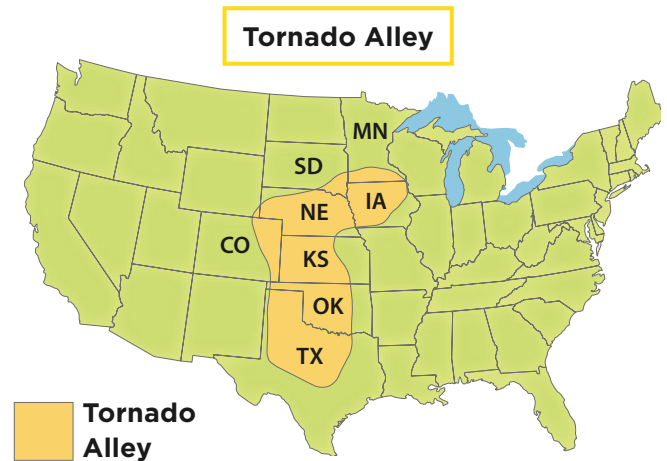 Tornado Alley
MN
SD
IA
NE
CO
KS
OK
TX
Tornado
Alley